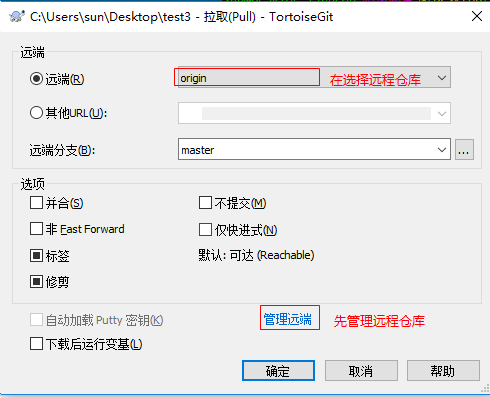 C:\Users\sun\Desktop\test3 - 拉取(Pull) - TortoiseGit
远端
远端(R)
origin
在选择远程仓库
其他URL(U):
远端分支(B):
master
...
选项
并合(S)
不提交(M)
非 Fast Forward
仅快进式(N)
标签
默认: 可达 (Reachable)
修剪
自动加载 Putty 密钥(K)
管理远端
先管理远程仓库
下载后运行变基(L)
确定
取消
帮助